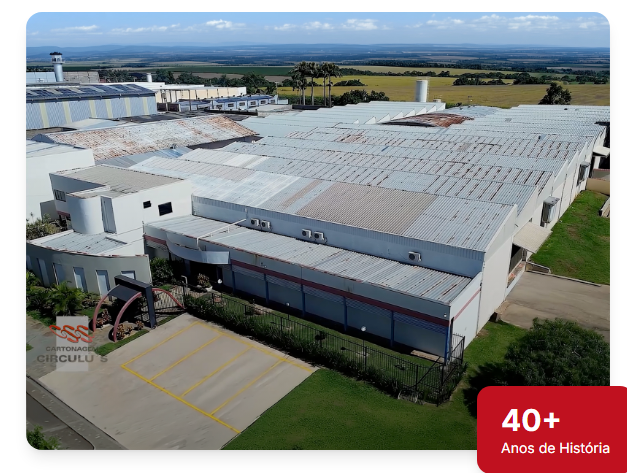 CARTONAGEM
CIRCULUS
40+
Anos de História